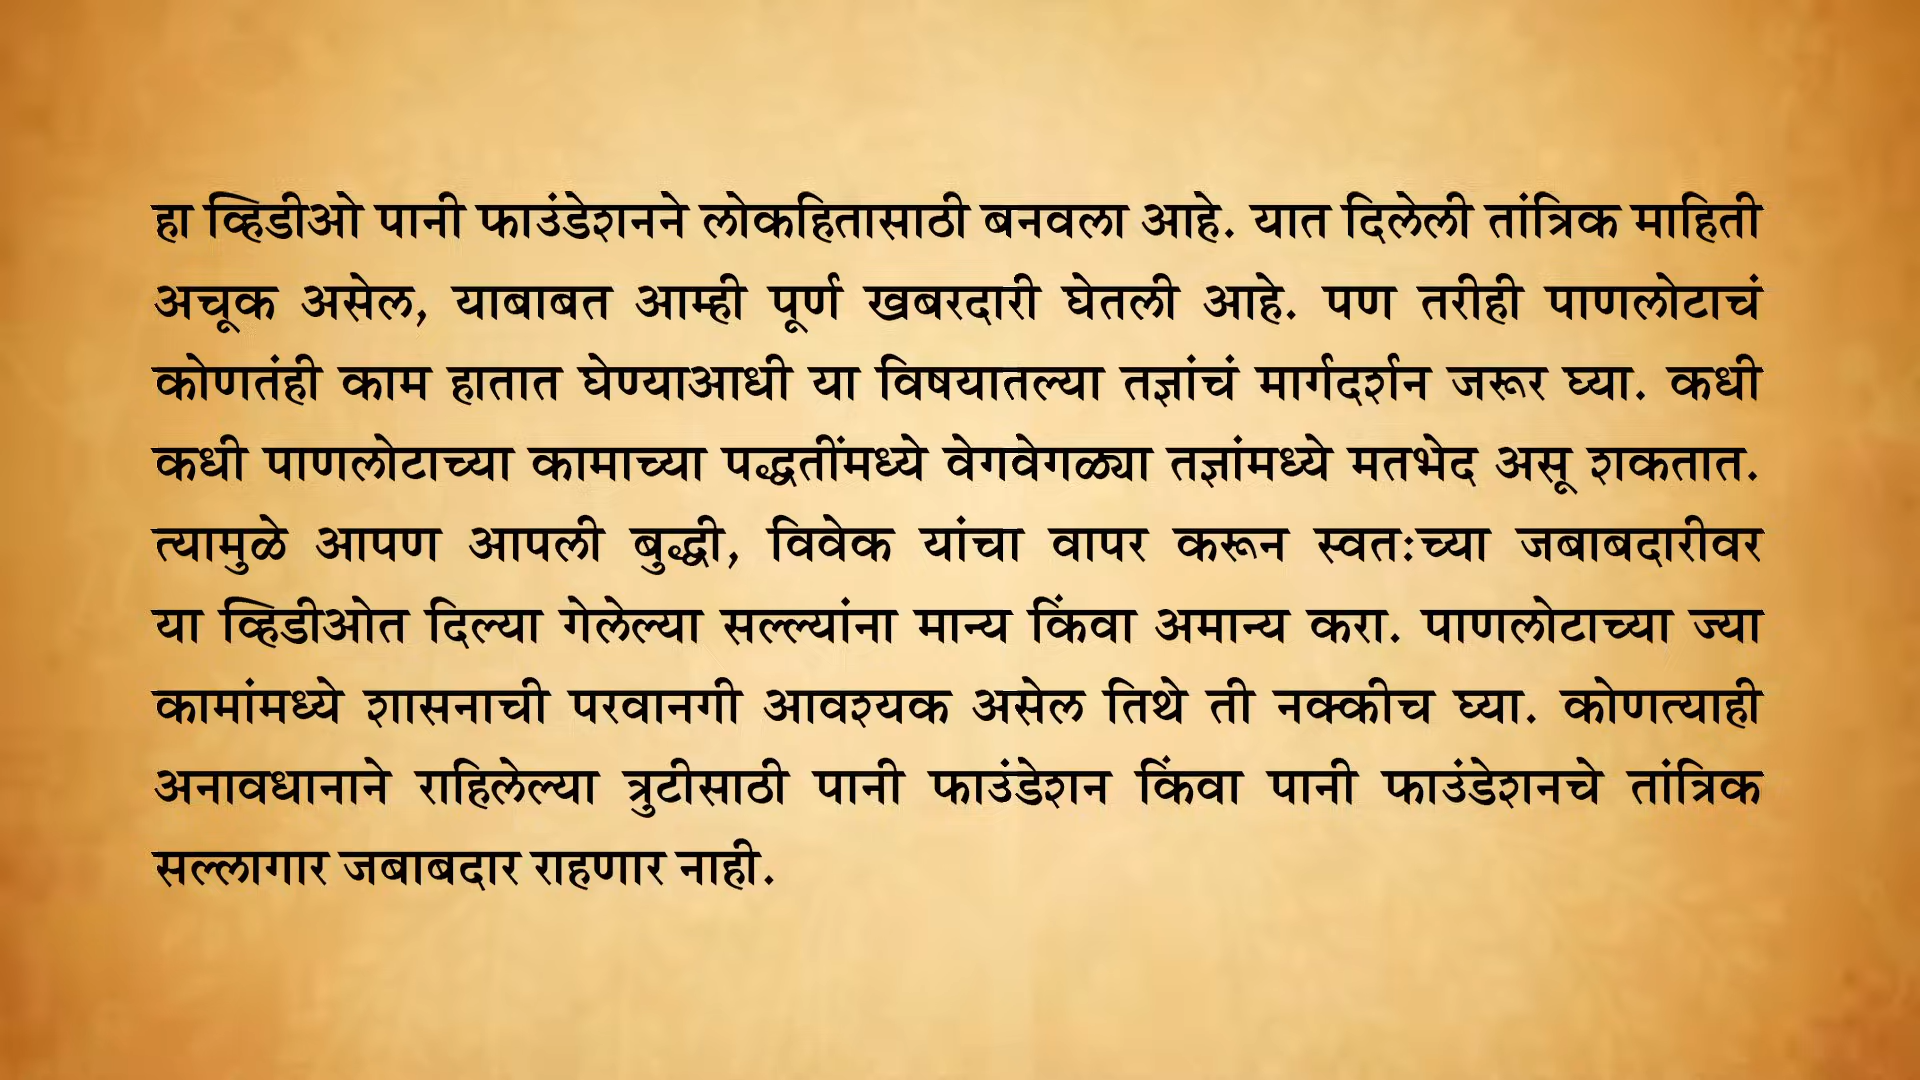 हा व्हिडीओ पानी फाउंडेशनने लोकहितासाठी बनवला आहे. यात दिलेली तांत्रिक माहिती
अचूक असेल, याबाबत आम्ही पूर्ण खबरदारी घेतली आहे. पण तरीही पाणलोटाचं
कोणतंही काम हातात घेण्याआधी या विषयातल्या तज्ञांचं मार्गदर्शन जरूर घ्या. कधी
कधी पाणलोटाच्या कामाच्या पद्धतींमध्ये वेगवेगळ्या तज्ञांमध्ये मतभेद असू शकतात.
त्यामुळे आपण आपली बुद्धी, विवेक यांचा वापर करून स्वतःच्या जबाबदारीवर
या व्हिडीओत दिल्या गेलेल्या सल्ल्यांना मान्य किंवा अमान्य करा. पाणलोटाच्या ज्या
कामांमध्ये शासनाची परवानगी आवश्यक असेल तिथे ती नक्कीच घ्या. कोणत्याही
अनावधानाने राहिलेल्या त्रुटीसाठी पानी फाउंडेशन किंवा पानी फाउंडेशनचे तांत्रिक
सल्लागार जबाबदार राहणार नाही.